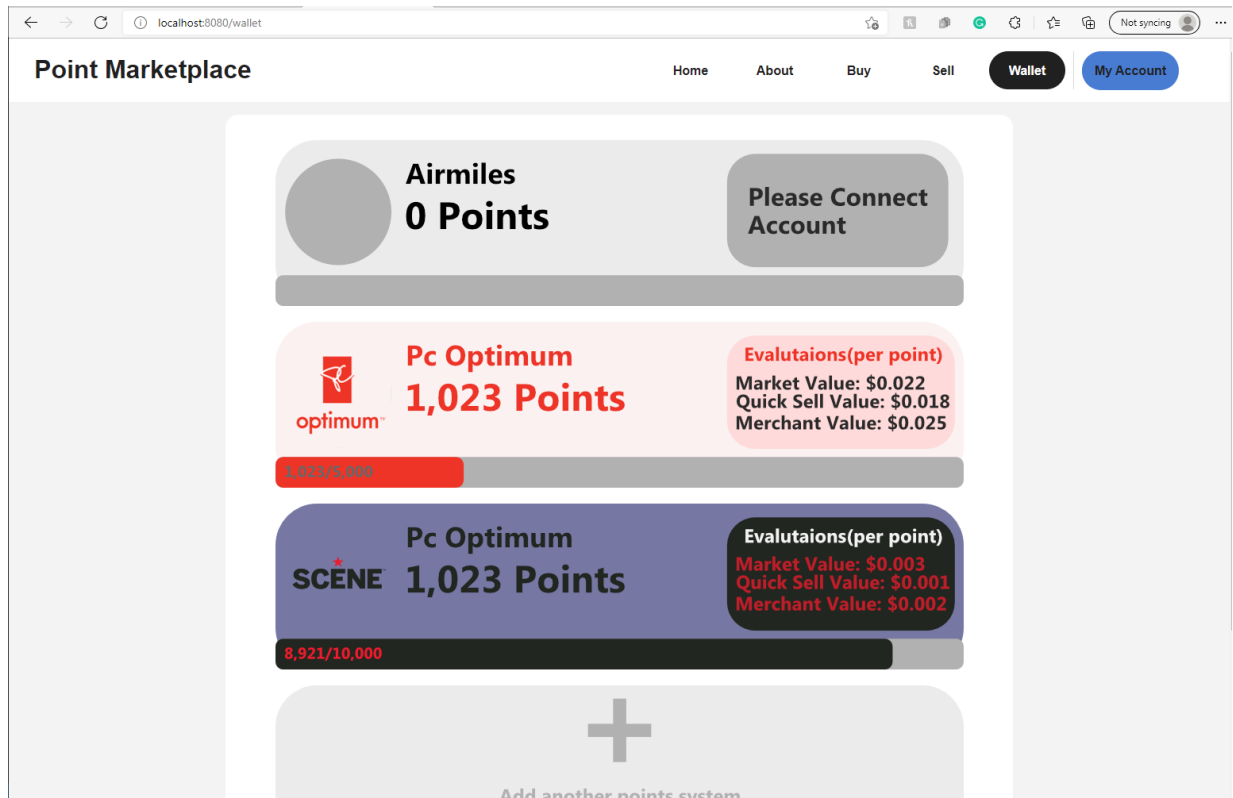 localhost:8080/wallet
Not syncing
Point Marketplace
Home About Buy Sell Wallet My Account
Airmiles
0 Points
Please Connect
Account
optimum
Pc Optimum
1,023 Points
Evalutaions(per point)
Market Value: $0.022
Quick Sell Value: $0.018
Merchant Value: $0.025
1,023/5,000
SCENE
Pc Optimum
1,023 Points
Evalutaions(per point)
Market Value: $0.003
Quick Sell Value: $0.001
Merchant Value: $0.002
8,921/10,000
Add another points system